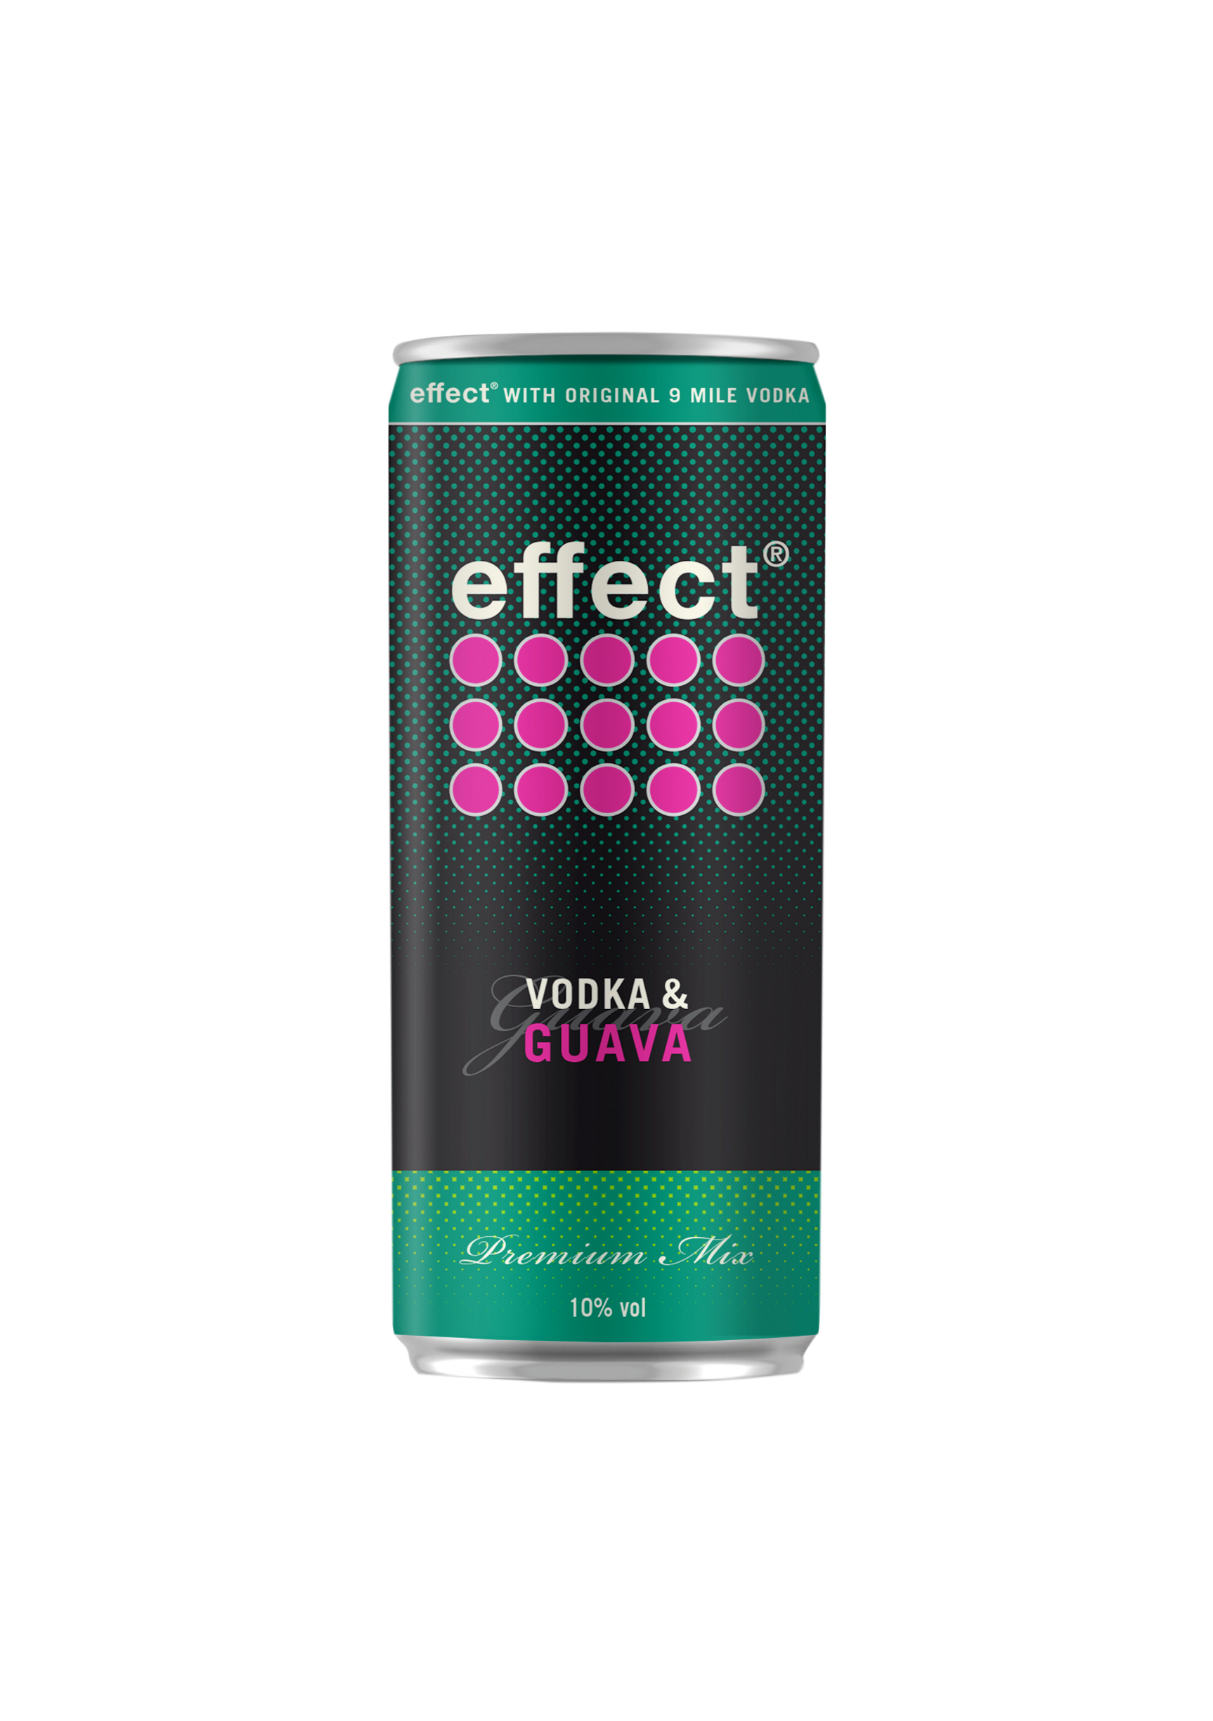 effect® WITH ORIGINAL 9 MILE VODKA
effect®
VODKA &
Guava
GUAVA
Premium Mix
10% vol